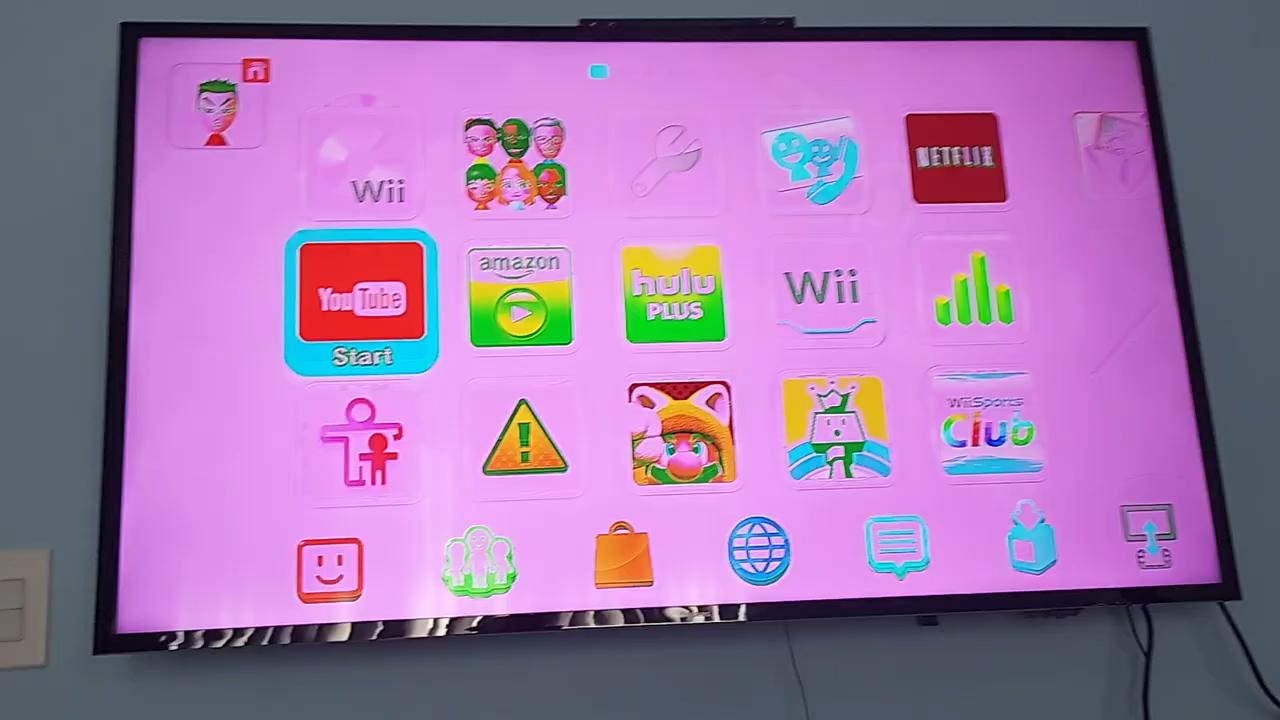 Wii
NETFLIX
YouTube
Start
amazon
hulu
PLUS
Wii
!
WiiSports
Club